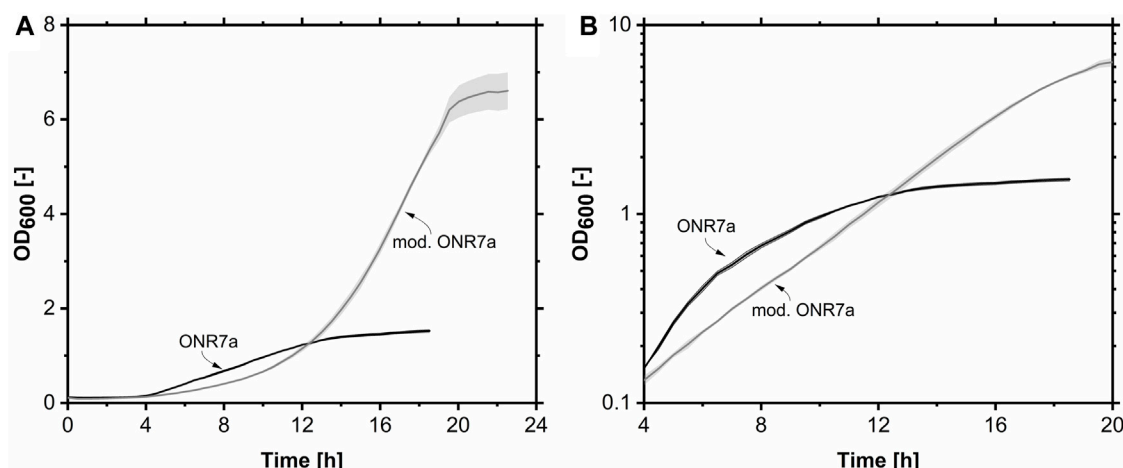 A
8
6
4
2
0
OD600 [-]
ONR7a
mod. ONR7a
0 4 8 12 16 20 24
Time [h]
B
10
1
0.1
OD600 [-]
ONR7a
mod. ONR7a
4 8 12 16 20
Time [h]